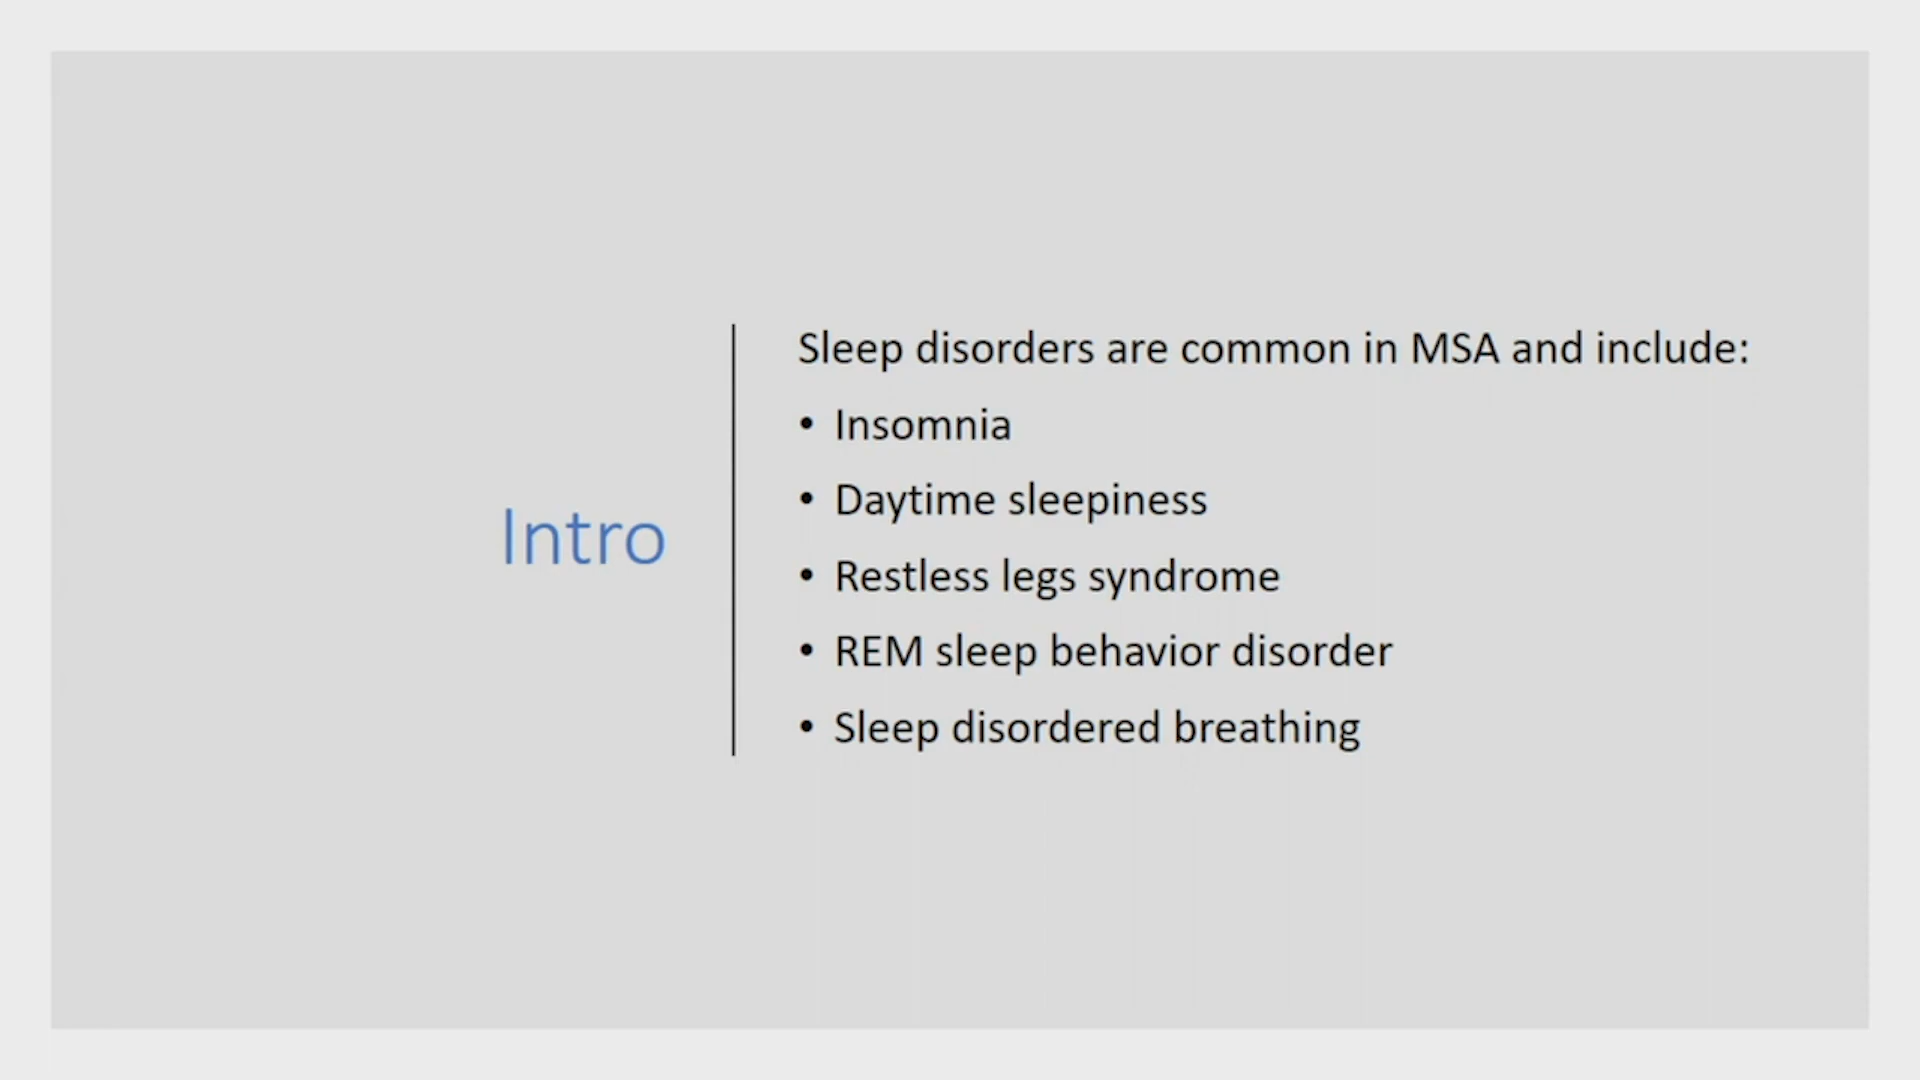 Intro
Sleep disorders are common in MSA and include:
• Insomnia
• Daytime sleepiness
• Restless legs syndrome
• REM sleep behavior disorder
• Sleep disordered breathing